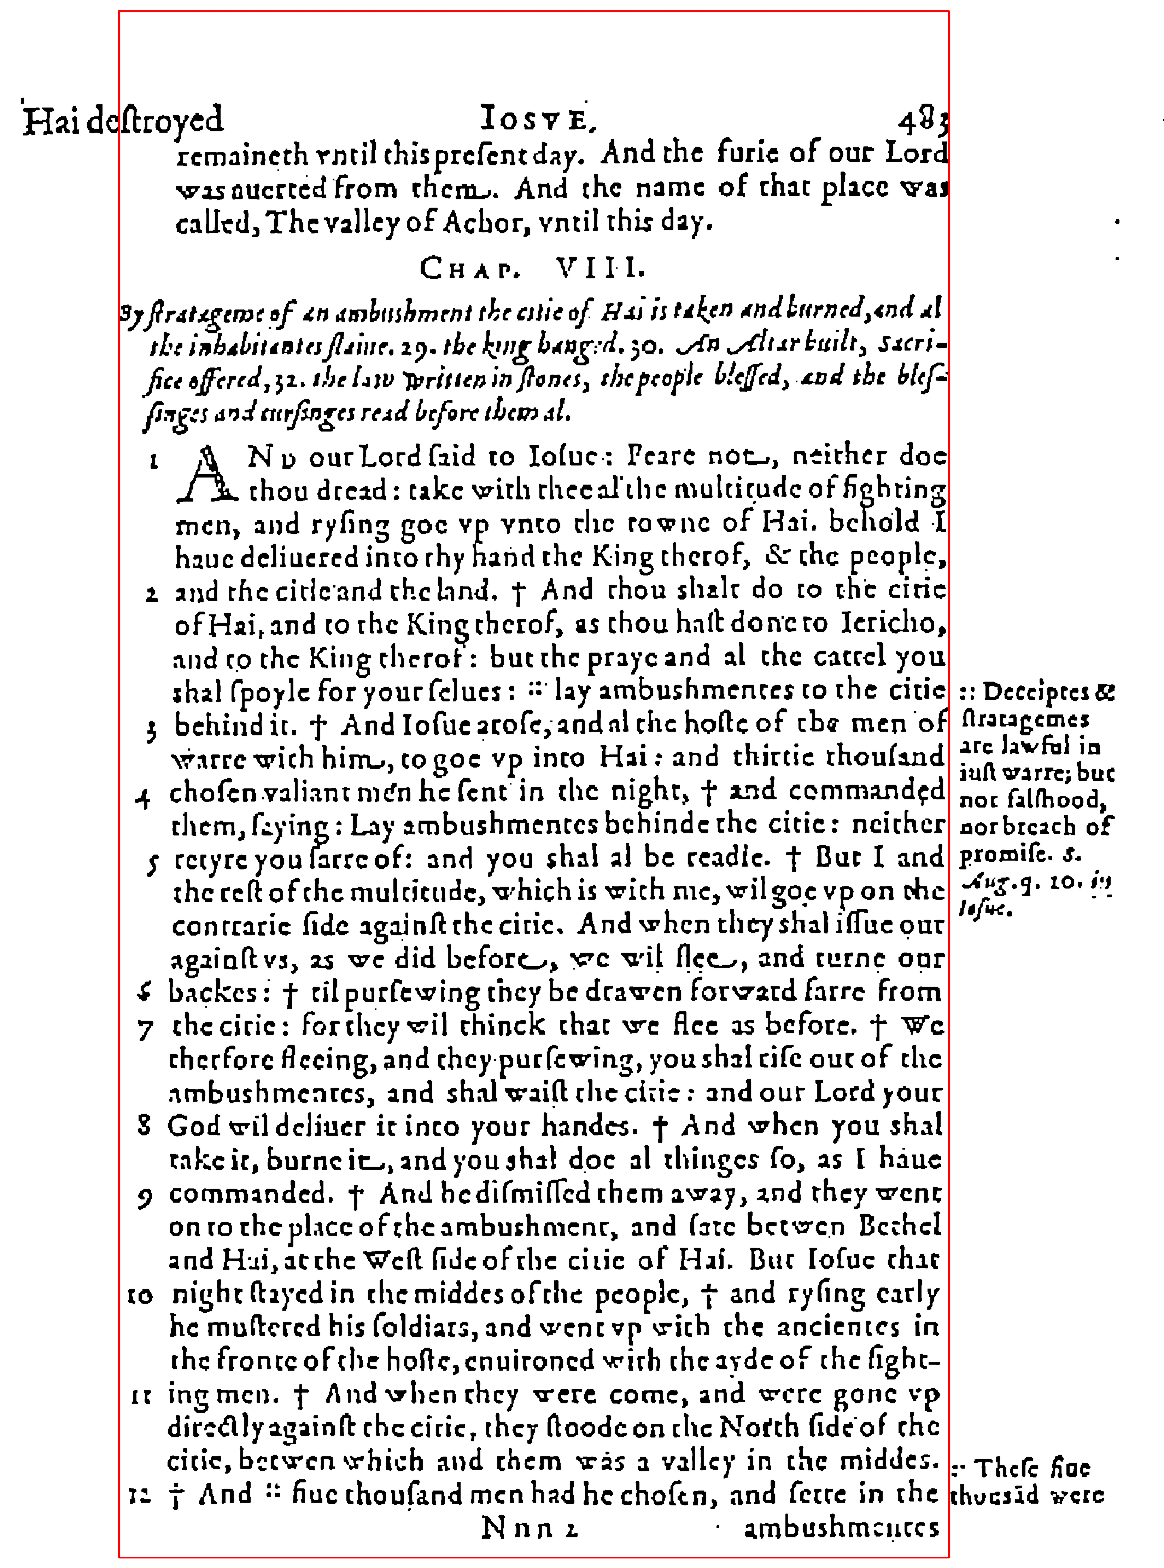 Hai destroyed IOSVE. 483
remaineth vntil this preſent day. And the furie of our Lord
was auerted from them. And the name of that place was
called, The valley of Achor, vntil this day.
CHAP. VIII.
By ſtratageme of an ambushment the citie of Hai is taken and burned, and al
the inhabitantes ſlaine. 29. the king hanged. 30. An Altar built, Sacri-
fice offered, 32. the law written in ſtones, the people bleſſed, and the bleſ-
ſinges and curſinges read before them al.
1 AND our Lord ſaid to Ioſue: Feare not, neither doe
thou dread: take with thee al the multitude of fighting
men, and ryſing goe vp vnto the towne of Hai. behold I
haue deliuered into thy hand the King therof, & the people,
2 and the citie and the land. † And thou shalt do to the citie
of Hai, and to the King therof, as thou haſt done to Iericho,
and to the King therof: but the praye and al the cattel you
shal ſpoyle for your ſelues: :: lay ambushmentes to the citie
3 behind it. † And Ioſue aroſe, and al the hoſte of the men of
warre with him, to goe vp into Hai: and thirtie thouſand
4 choſen valiant men he ſent in the night, † and commanded
them, ſaying: Lay ambushmentes behinde the citie: neither
5 retyre you farre of: and you shal al be readie. † But I and
the reſt of the multitude, which is with me, wil goe vp on the
contrarie ſide againſt the citie. And when they shal iſſue out
againſt vs, as we did before, we wil flee, and turne our
6 backes: † til purſewing they be drawen forward farre from
7 the citie: for they wil thinck that we flee as before. † We
therfore fleeing, and they purſewing, you shal riſe out of the
ambushmentes, and shal waiſt the citie: and our Lord your
8 God wil deliuer it into your handes. † And when you shal
take it, burne it, and you shal doe al thinges ſo, as I haue
9 commanded. † And he diſmiſſed them away, and they went
on to the place of the ambushment, and ſate betwen Bethel
and Hai, at the Weſt ſide of the citie of Hai. But Ioſue that
10 night ſtayed in the middes of the people, † and ryſing early
he muſtered his ſoldiars, and went vp with the ancientes in
the fronte of the hoſte, enuironed with the ayde of the fight-
11 ing men. † And when they were come, and were gone vp
directly againſt the citie, they ſtoode on the North ſide of the
citie, betwen which and them was a valley in the middes.
12 † And :: fiue thouſand men had he choſen, and ſette in the
Nnnn 2 ambushmentes
:: Deceiptes &
ſtratagemes
are lawful in
iuſt warre; but
not falſhood,
nor breach of
promiſe. S.
Aug. q. 10. in
Ioſue.
:: Theſe fiue
thouſãd were